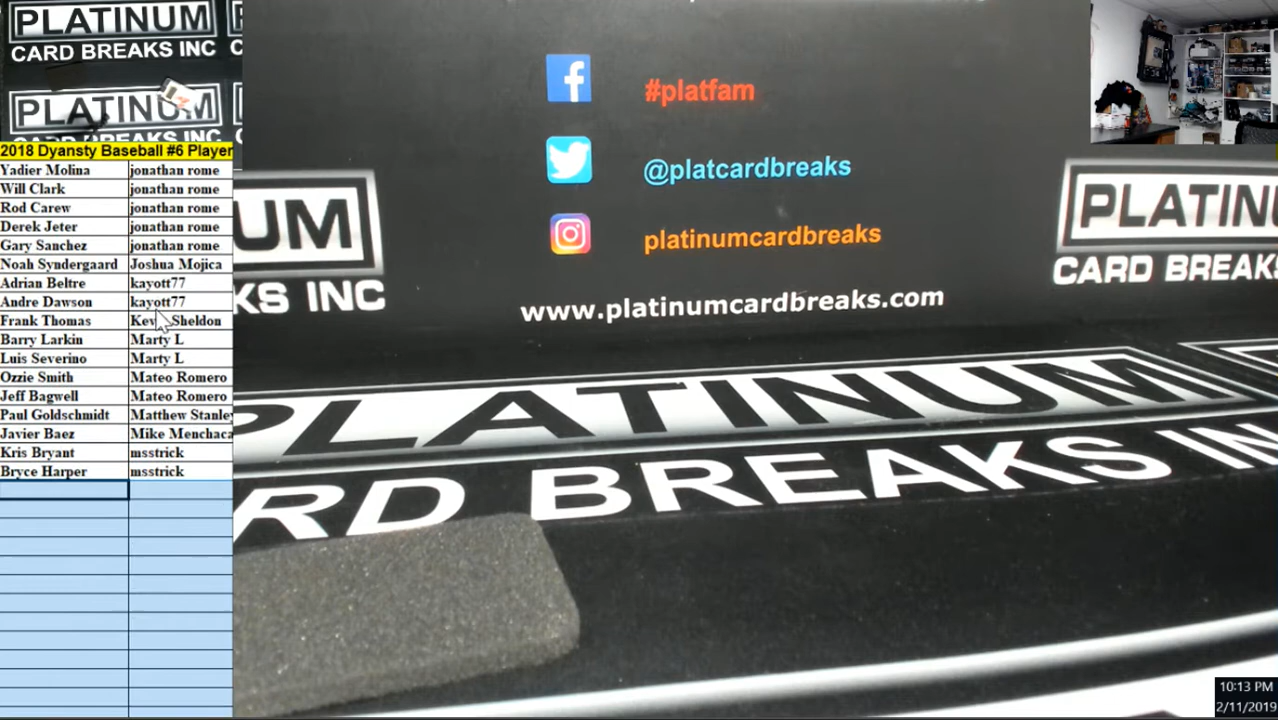 PLATINUM
CARD BREAKS INC
PLATINUM
2018 Dyansty Baseball #6 Player
Yadier Molina jonathan rome
Will Clark jonathan rome
Rod Carew jonathan rome
Derek Jeter jonathan rome
Gary Sanchez jonathan rome
Noah Syndergaard Joshua Mojica
Adrian Beltre kayott77
Andre Dawson kayott77
Frank Thomas Sheldon
Barry Larkin Marty L
Luis Severino Marty L
Ozzie Smith Mateo Romero
Jeff Bagwell Mateo Romero
Paul Goldschmidt Matthew Stanley
Javier Baez Mike Menchaca
Kris Bryant msstrick
Bryce Harper msstrick
#platfam
@platcardbreaks
platinumcardbreaks
www.platinumcardbreaks.com
UM
KS INC
PLATINU
CARD BREAKS
PLATINUM
RD BREAKS IN
10:13 PM
2/11/2019